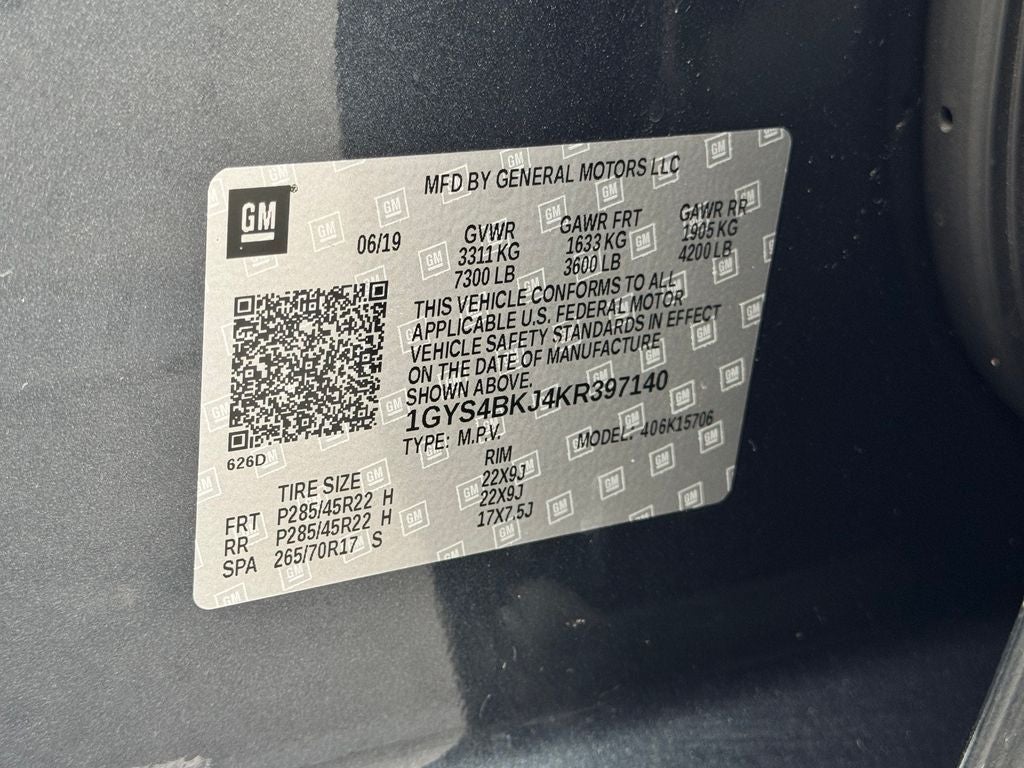 MFD BY GENERAL MOTORS LLC
GM
06/19
GVWR GAWR FRT GAWR RR
3311 KG 1633 KG 1905 KG
7300 LB 3600 LB 4200 LB
THIS VEHICLE CONFORMS TO ALL
APPLICABLE U.S. FEDERAL MOTOR
VEHICLE SAFETY STANDARDS IN EFFECT
ON THE DATE OF MANUFACTURE
SHOWN ABOVE.
1GYS4BKJ4KR397140
TYPE: M.P.V. MODEL: 406K15706
626D
TIRE SIZE RIM
FRT P285/45R22 H 22X9J
RR P285/45R22 H 22X9J
SPA 265/70R17 S 17X7.5J